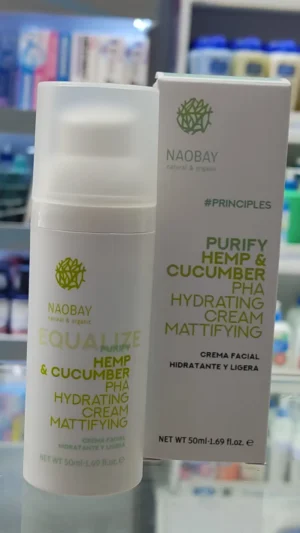 NAOBAY
natural & organic
EQUALIZE
PURIFY
HEMP
& CUCUMBER
PHA
HYDRATING
CREAM
MATTIFYING
CREMA FACIAL
HIDRATANTE Y LIGERA
NET WT 50ml·1.69 fl.oz. e
NAOBAY
natural & organic
#PRINCIPLES
PURIFY
HEMP &
CUCUMBER
PHA
HYDRATING
CREAM
MATTIFYING
CREMA FACIAL
HIDRATANTE Y LIGERA
NET WT 50ml·1.69 fl.oz. e